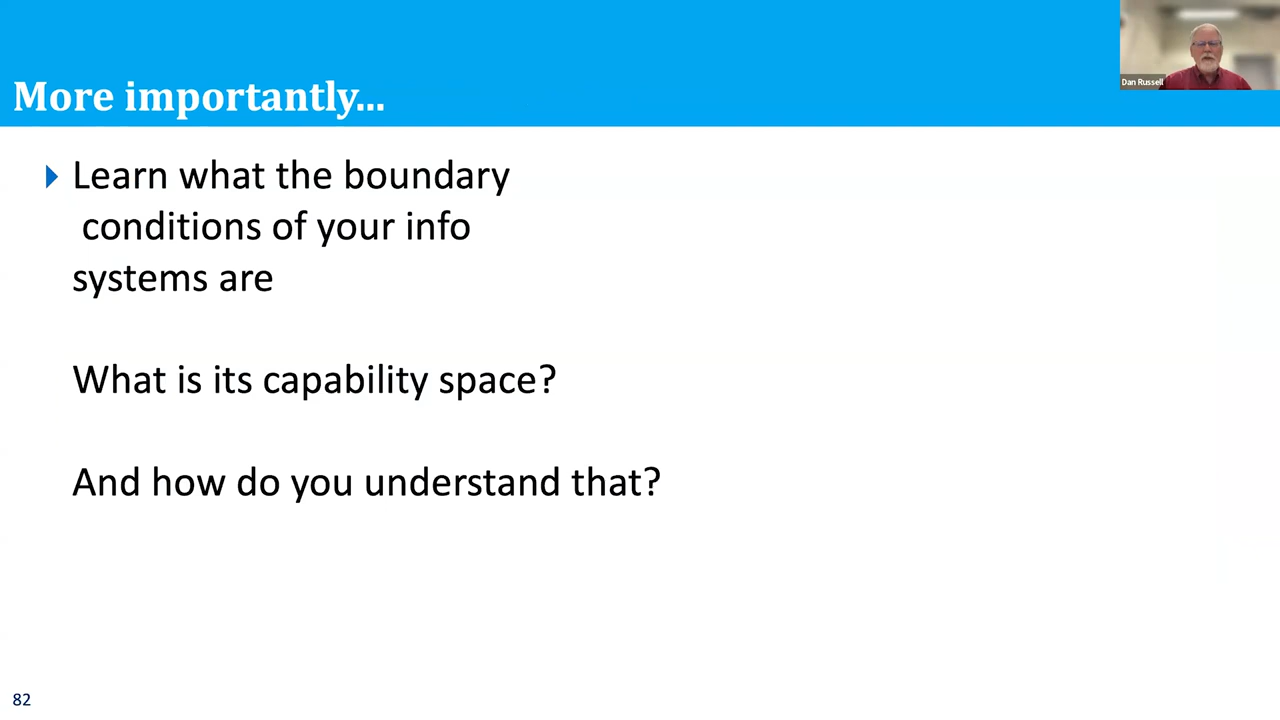 Dan Russell
More importantly...
Learn what the boundary
conditions of your info
systems are
What is its capability space?
And how do you understand that?
82